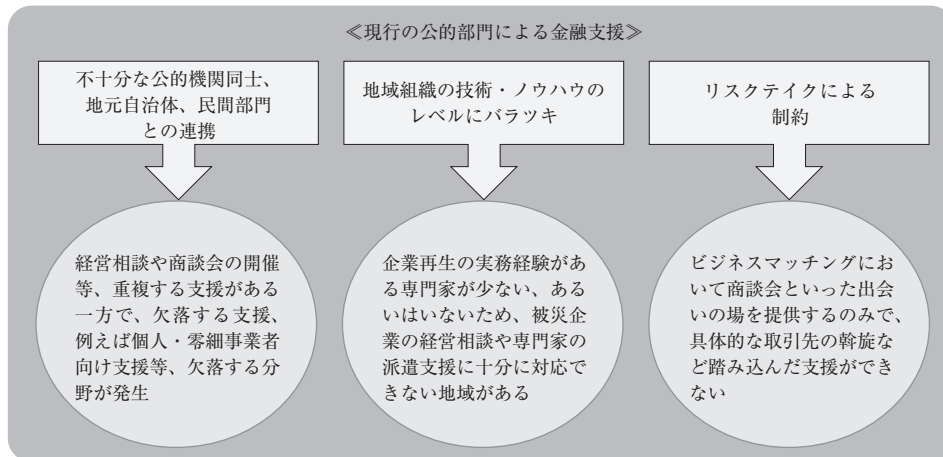 ≪現行の公的部門による金融支援≫
不十分な公的機関同士、
地元自治体、民間部門
との連携
地域組織の技術・ノウハウの
レベルにバラツキ
リスクテイクによる
制約
経営相談や商談会の開催
等、重複する支援がある
一方で、欠落する支援、
例えば個人・零細事業者
向け支援等、欠落する分
野が発生
企業再生の実務経験があ
る専門家が少ない、ある
いはいないため、被災企
業の経営相談や専門家の
派遣支援に十分に対応で
きない地域がある
ビジネスマッチングにお
いて商談会といった出会
いの場を提供するのみで、
具体的な取引先の斡旋な
ど踏み込んだ支援ができ
ない